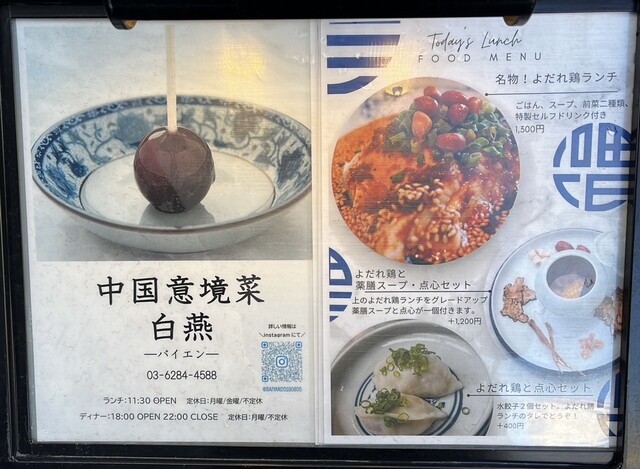 中国意境菜
白燕
―バイエン―
03-6284-4588
詳しい情報は
＼Instagramにて／
ランチ:11:30 OPEN 定休日:月曜/金曜/不定休
ディナー:18:00 OPEN 22:00 CLOSE 定休日:月曜/不定休
Today's Lunch
FOOD MENU
名物！よだれ鶏ランチ
ごはん、スープ、前菜二種類、
特製セルフドリンク付き
1,300円
よだれ鶏と
薬膳スープ・点心セット
上のよだれ鶏ランチをグレードアップ
薬膳スープと点心が一個付きます。
+1,200円
よだれ鶏と点心セット
水餃子２個セット。よだれ鶏
ランチのタレでとうぞ！
+400円